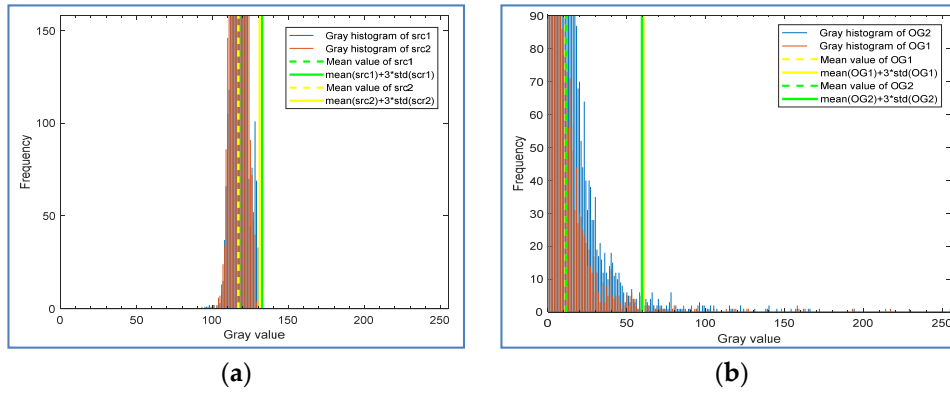 150
100
50
0
Frequency
0 50 100 150 200 250
Gray value
Gray histogram of src1
Gray histogram of src2
Mean value of src1
mean(src1)+3*std(scr1)
Mean value of src2
mean(src2)+3*std(scr2)
(a)
90
80
70
60
50
40
30
20
10
0
Frequency
0 50 100 150 200 250
Gray value
Gray histogram of OG2
Gray histogram of OG1
Mean value of OG1
mean(OG1)+3*std(OG1)
Mean value of OG2
mean(OG2)+3*std(OG2)
(b)